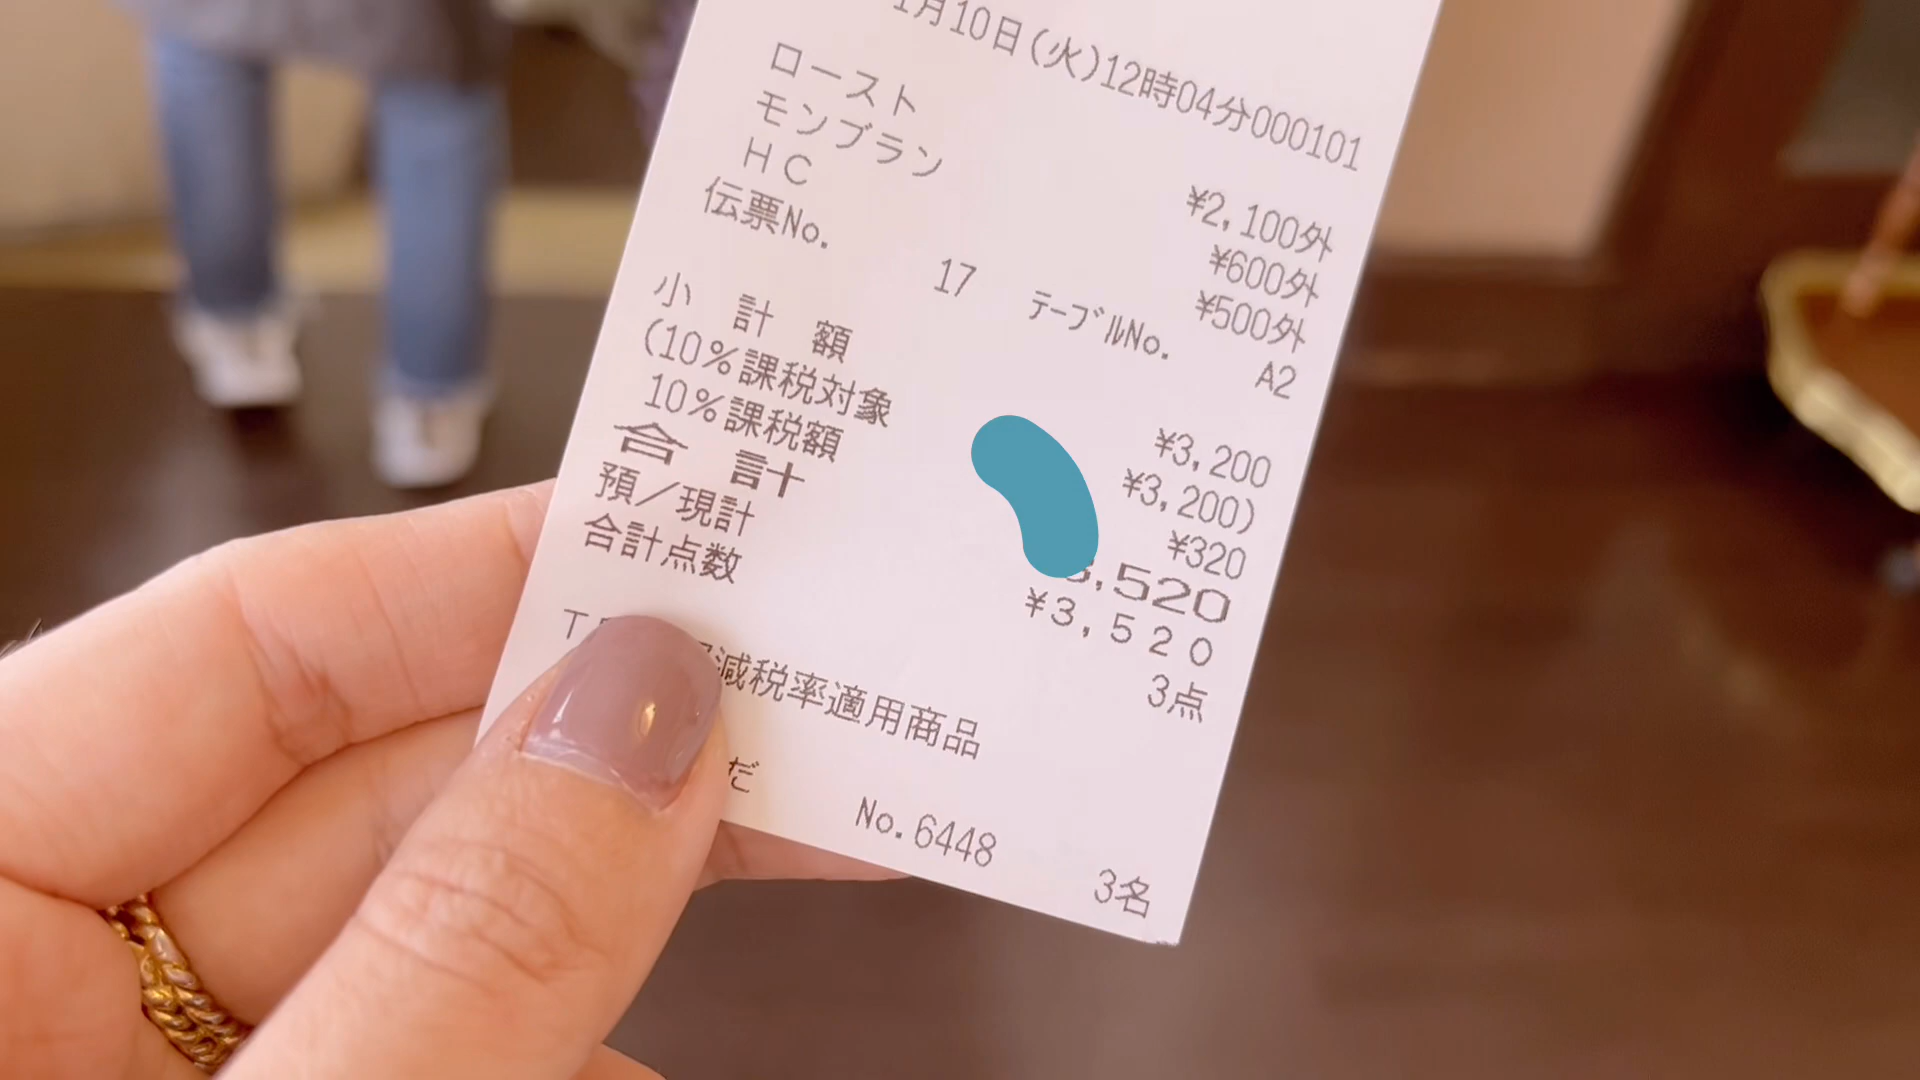 1月10日(火)12時04分000101
ロースト ¥2,100外
モンブラン ¥600外
HC ¥500外
伝票No. 17 テーブルNo. A2
小 計 額 ¥3,200
(10%課税対象 ¥3,200)
10%課税額 ¥320
合 計 3,520
預/現計 ¥3,520
合計点数 3点
減税率適用商品
だ No.6448 3名